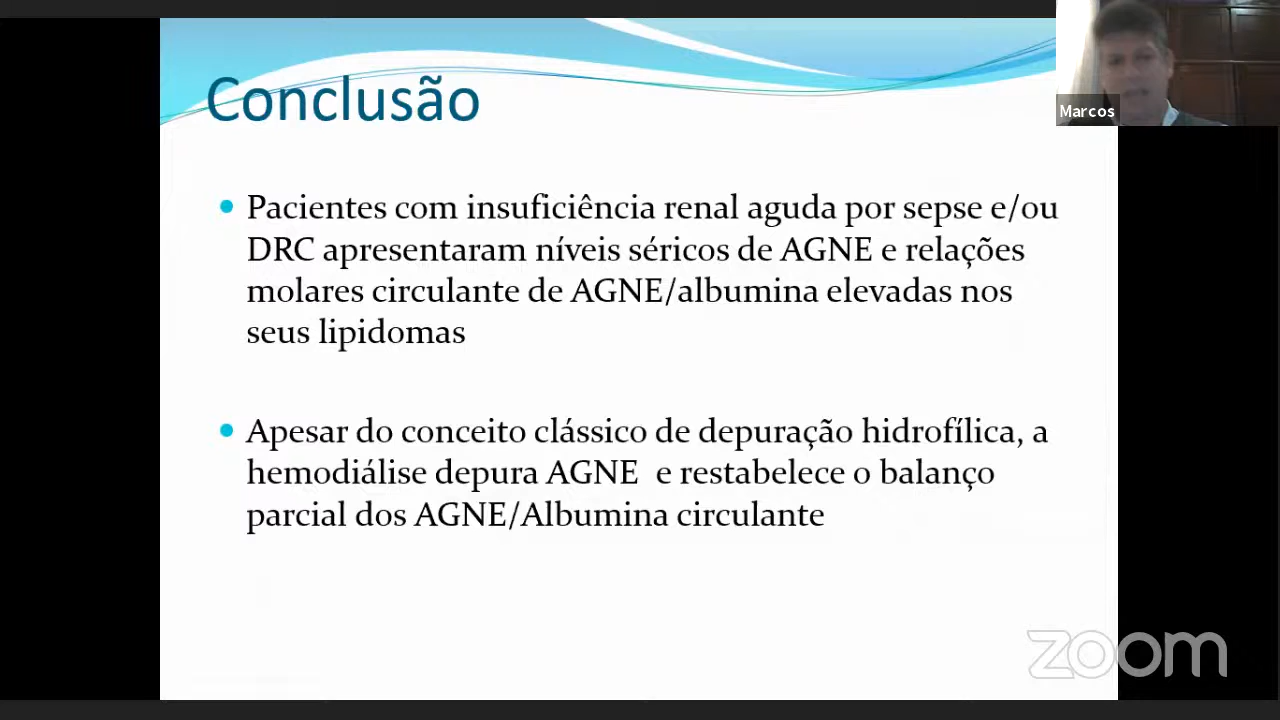 Conclusão
Marcos
• Pacientes com insuficiência renal aguda por sepse e/ou
DRC apresentaram níveis séricos de AGNE e relações
molares circulante de AGNE/albumina elevadas nos
seus lipidomas
• Apesar do conceito clássico de depuração hidrofílica, a
hemodiálise depura AGNE e restabelece o balanço
parcial dos AGNE/Albumina circulante
zoom